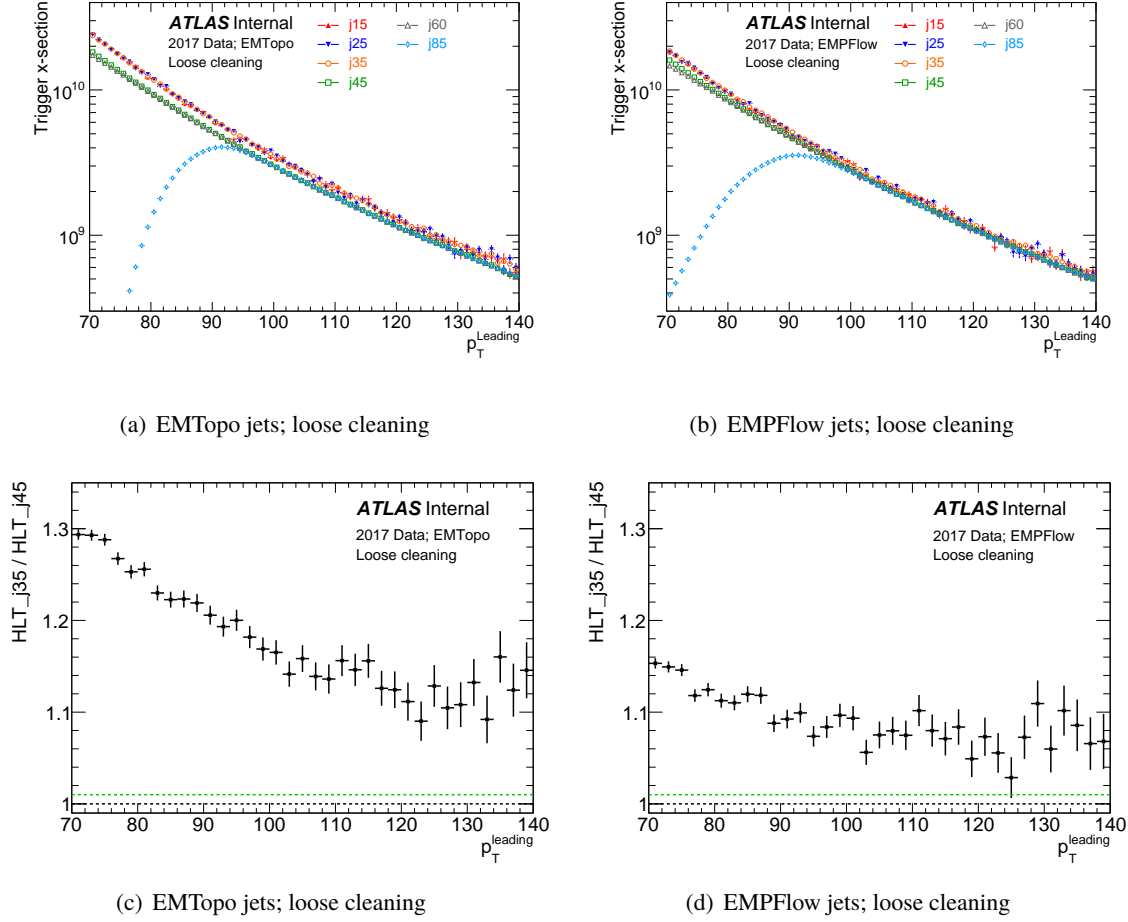 ATLAS Internal
2017 Data; EMTopo
Loose cleaning
j15
j25
j35
j45
j60
j85
Trigger x-section
10^10
10^9
70 80 90 100 110 120 130 140
p_T^Leading
(a) EMTopo jets; loose cleaning
ATLAS Internal
2017 Data; EMPFlow
Loose cleaning
j15
j25
j35
j45
j60
j85
Trigger x-section
10^10
10^9
70 80 90 100 110 120 130 140
p_T^Leading
(b) EMPFlow jets; loose cleaning
ATLAS Internal
2017 Data; EMTopo
Loose cleaning
HLT_j35 / HLT_j45
1.3
1.2
1.1
1
70 80 90 100 110 120 130 140
p_T^leading
(c) EMTopo jets; loose cleaning
ATLAS Internal
2017 Data; EMPFlow
Loose cleaning
HLT_j35 / HLT_j45
1.3
1.2
1.1
1
70 80 90 100 110 120 130 140
p_T^leading
(d) EMPFlow jets; loose cleaning